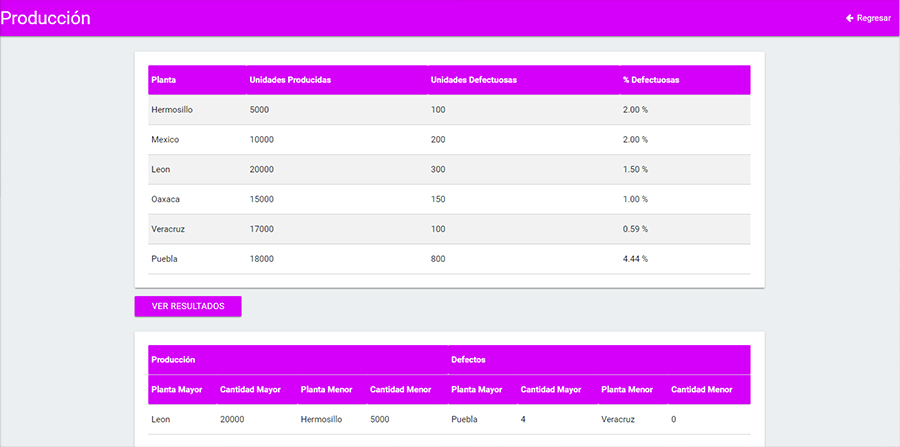 Producción
Regresar
Planta Unidades Producidas Unidades Defectuosas % Defectuosas
Hermosillo 5000 100 2.00 %
Mexico 10000 200 2.00 %
Leon 20000 300 1.50 %
Oaxaca 15000 150 1.00 %
Veracruz 17000 100 0.59 %
Puebla 18000 800 4.44 %
VER RESULTADOS
Producción Defectos
Planta Mayor Cantidad Mayor Planta Menor Cantidad Menor Planta Mayor Cantidad Mayor Planta Menor Cantidad Menor
Leon 20000 Hermosillo 5000 Puebla 4 Veracruz 0